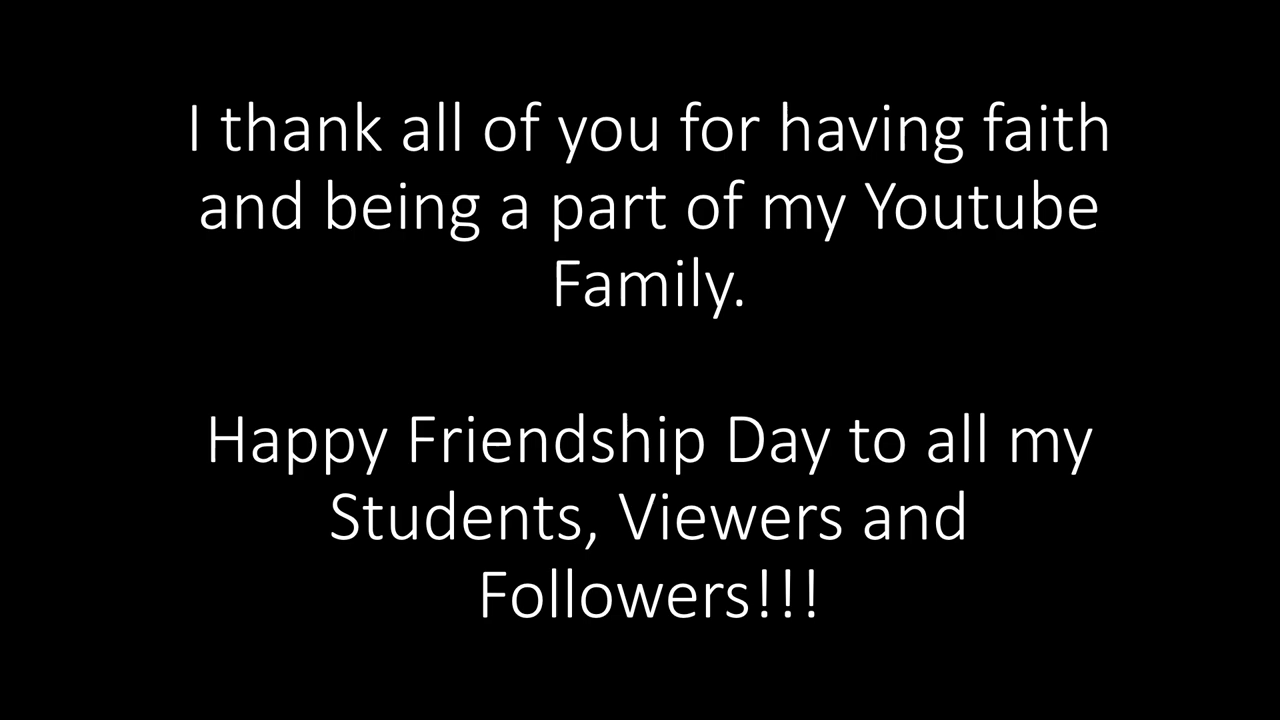 I thank all of you for having faith
and being a part of my Youtube
Family.
Happy Friendship Day to all my
Students, Viewers and
Followers!!!